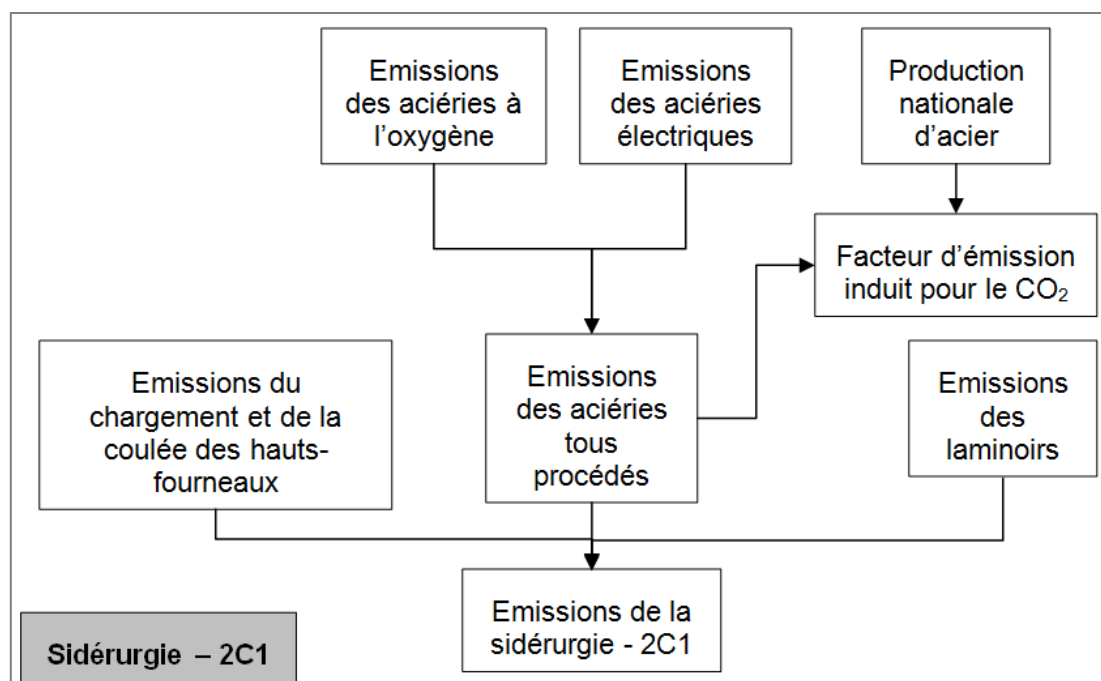 Emissions
des aciéries à
l’oxygène
Emissions
des aciéries
électriques
Production
nationale
d’acier
Facteur d’émission
induit pour le CO₂
Emissions du
chargement et de la
coulée des hauts-
fourneaux
Emissions
des aciéries
tous
procédés
Emissions
des
laminoirs
Emissions de la
sidérurgie - 2C1
Sidérurgie – 2C1